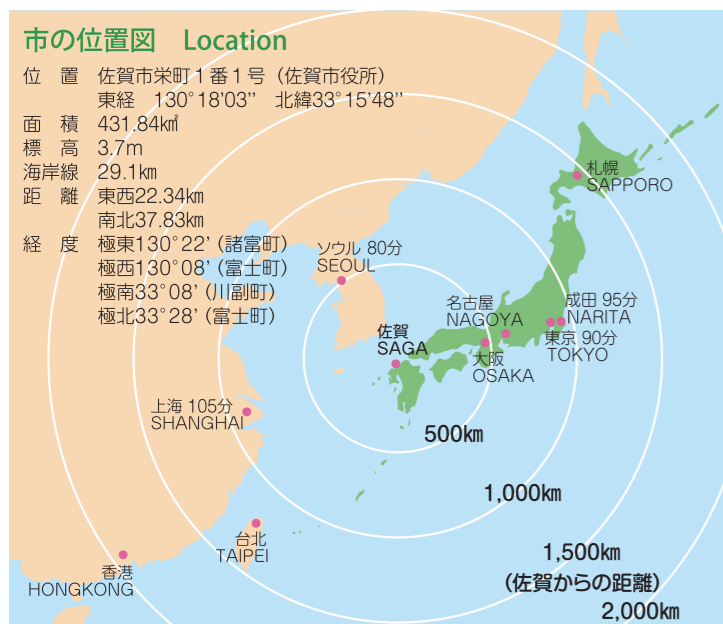 市の位置図　Location
位　置　佐賀市栄町１番１号（佐賀市役所）
東経　130°18’03”　北緯33°15’48”
面　積　431.84㎢
標　高　3.7m
海岸線　29.1km
距　離　東西22.34km
南北37.83km
経　度　極東130°22’（諸富町）
極西130°08’（富士町）
極南33°08’（川副町）
極北33°28’（富士町）
札幌
SAPPORO
ソウル 80分
SEOUL
成田 95分
NARITA
名古屋
NAGOYA
東京 90分
TOKYO
佐賀
SAGA
大阪
OSAKA
上海 105分
SHANGHAI
500㎞
1,000㎞
台北
TAIPEI
1,500㎞
香港
HONGKONG
（佐賀からの距離）
2,000㎞